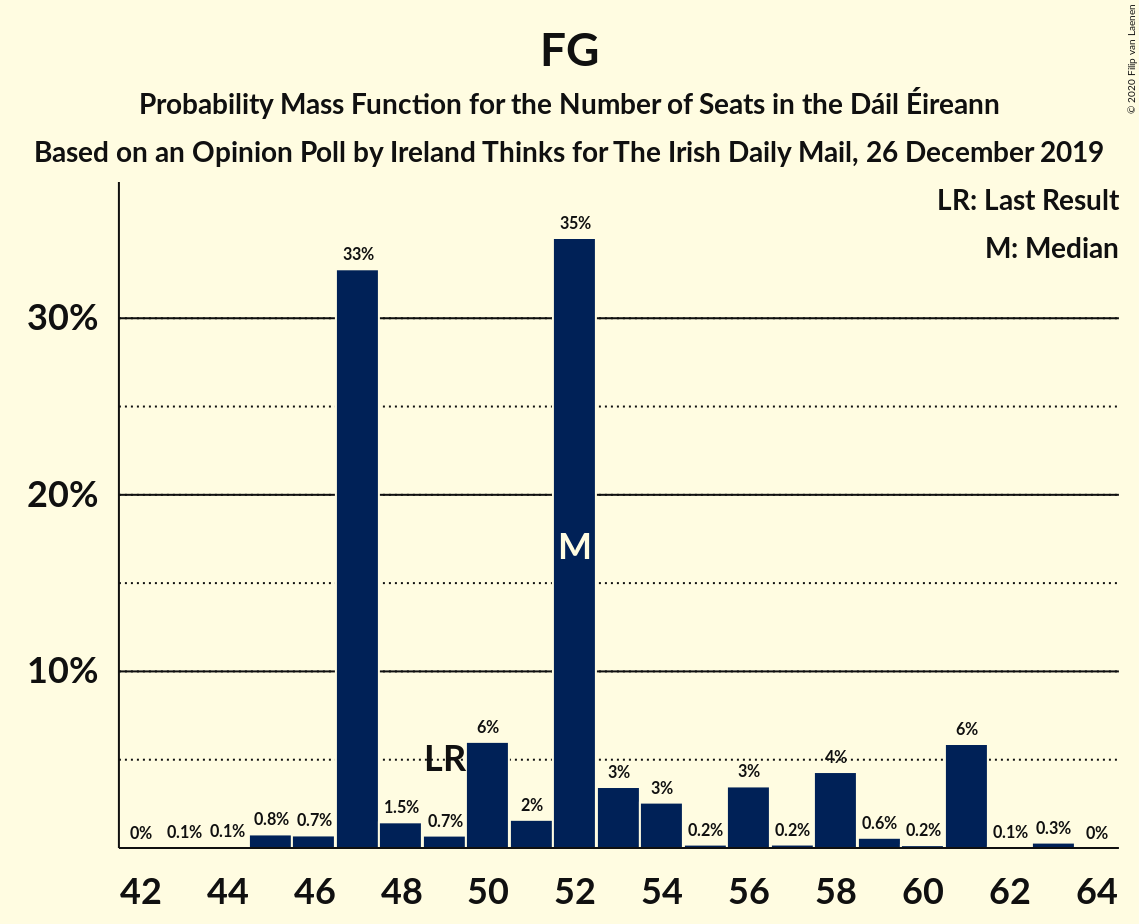 FG
Probability Mass Function for the Number of Seats in the Dáil Éireann
Based on an Opinion Poll by Ireland Thinks for The Irish Daily Mail, 26 December 2019
© 2020 Filip van Laenen
LR: Last Result
M: Median
30%
20%
10%
0% 0.1% 0.1% 0.8% 0.7% 33% 1.5% 0.7% 6% 2% 35% 3% 3% 0.2% 3% 0.2% 4% 0.6% 0.2% 6% 0.1% 0.3% 0%
LR
M
42 44 46 48 50 52 54 56 58 60 62 64